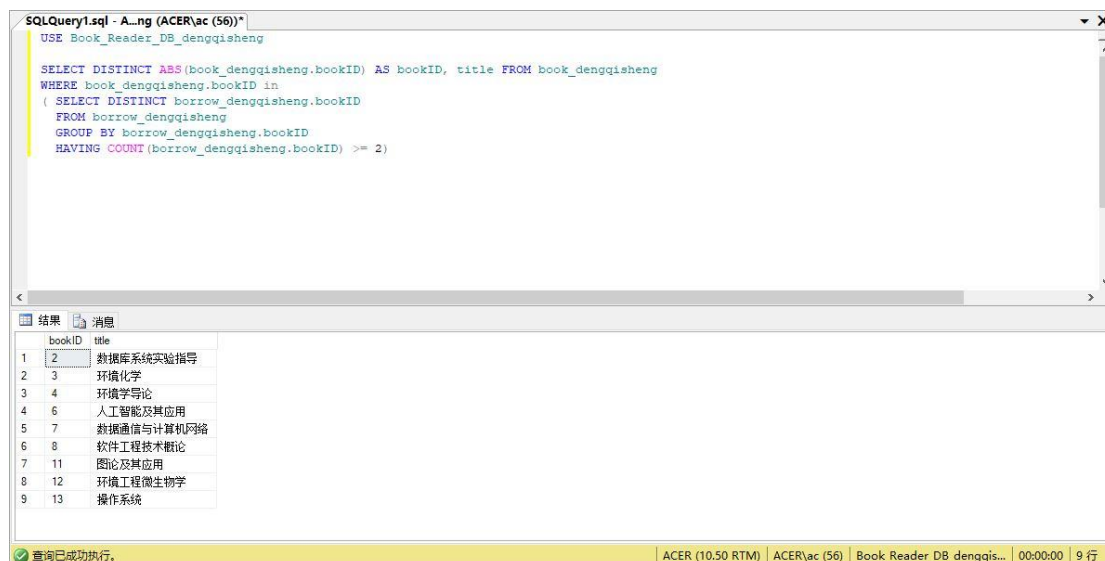 SQLQuery1.sql - A...ng (ACER\ac (56))*
USE Book_Reader_DB_dengqisheng
SELECT DISTINCT ABS(book_dengqisheng.bookID) AS bookID, title FROM book_dengqisheng
WHERE book_dengqisheng.bookID in
( SELECT DISTINCT borrow_dengqisheng.bookID
FROM borrow_dengqisheng
GROUP BY borrow_dengqisheng.bookID
HAVING COUNT(borrow_dengqisheng.bookID) >= 2)
结果 消息
bookID title
1 2 数据库系统实验指导
2 3 环境化学
3 4 环境学导论
4 6 人工智能及其应用
5 7 数据通信与计算机网络
6 8 软件工程技术概论
7 11 图论及其应用
8 12 环境工程微生物学
9 13 操作系统
查询已成功执行。 ACER (10.50 RTM) ACER\ac (56) Book_Reader_DB_dengqis... 00:00:00 9 行